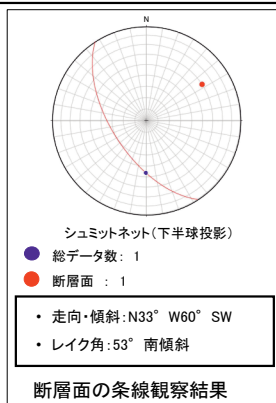 N
シュミットネット(下半球投影)
総データ数: 1
断層面 : 1
• 走向・傾斜:N33° W60° SW
• レイク角:53° 南傾斜
断層面の条線観察結果